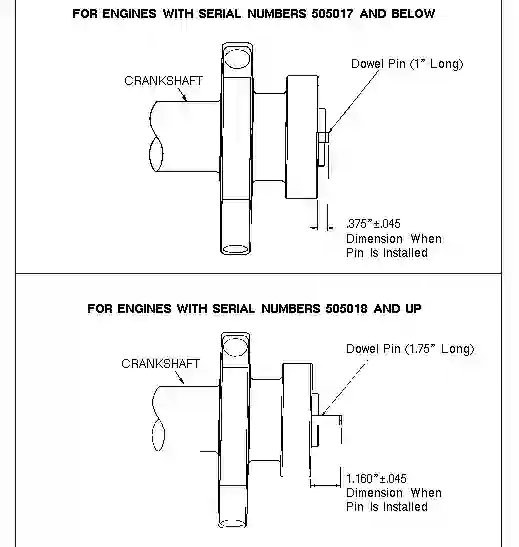 FOR ENGINES WITH SERIAL NUMBERS 505017 AND BELOW
Dowel Pin (1" Long)
CRANKSHAFT
.375"±.045
Dimension When
Pin Is Installed
FOR ENGINES WITH SERIAL NUMBERS 505018 AND UP
Dowel Pin (1.75" Long)
CRANKSHAFT
1.160"±.045
Dimension When
Pin Is Installed